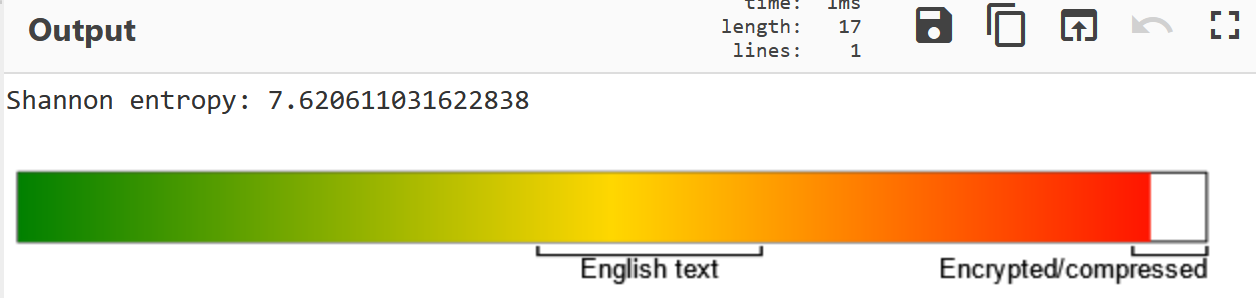 time: 1ms
Output
length: 17
lines: 1
Shannon entropy: 7.620611031622838
English text
Encrypted/compressed